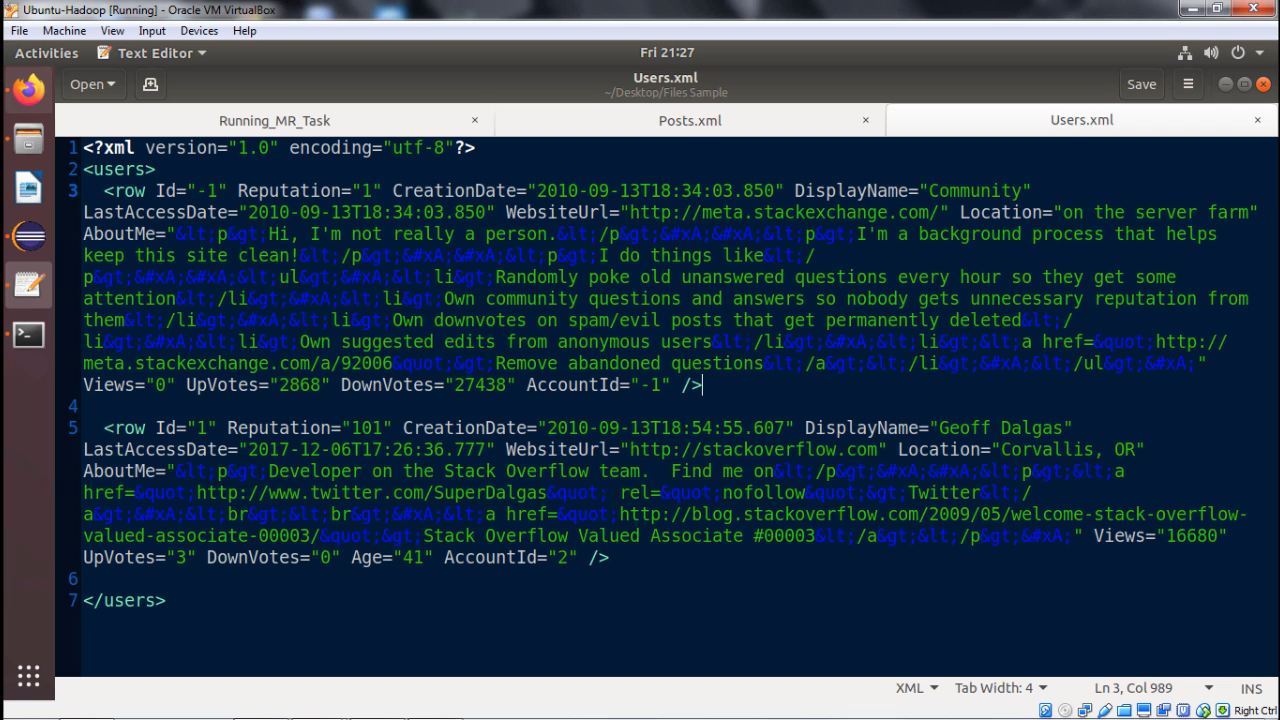 Ubuntu-Hadoop [Running] - Oracle VM VirtualBox
File Machine View Input Devices Help
Activities Text Editor Fri 21:27
Open Users.xml Save
~/Desktop/Files Sample
Running_MR_Task × Posts.xml × Users.xml ×
1 <?xml version="1.0" encoding="utf-8"?>
2 <users>
3 <row Id="-1" Reputation="1" CreationDate="2010-09-13T18:34:03.850" DisplayName="Community"
LastAccessDate="2010-09-13T18:34:03.850" WebsiteUrl="http://meta.stackexchange.com/" Location="on the server farm"
AboutMe="&lt;p&gt;Hi, I'm not really a person.&lt;/p&gt;&#xA;&#xA;&lt;p&gt;I'm a background process that helps
keep this site clean!&lt;/p&gt;&#xA;&#xA;&lt;p&gt;I do things like&lt;/
p&gt;&#xA;&#xA;&lt;ul&gt;&#xA;&lt;li&gt;Randomly poke old unanswered questions every hour so they get some
attention&lt;/li&gt;&#xA;&lt;li&gt;Own community questions and answers so nobody gets unnecessary reputation from
them&lt;/li&gt;&#xA;&lt;li&gt;Own downvotes on spam/evil posts that get permanently deleted&lt;/
li&gt;&#xA;&lt;li&gt;Own suggested edits from anonymous users&lt;/li&gt;&#xA;&lt;li&gt;&lt;a href=&quot;http://
meta.stackexchange.com/a/92006&quot;&gt;Remove abandoned questions&lt;/a&gt;&lt;/li&gt;&#xA;&lt;/ul&gt;&#xA;"
Views="0" UpVotes="2868" DownVotes="27438" AccountId="-1" />
4
5 <row Id="1" Reputation="101" CreationDate="2010-09-13T18:54:55.607" DisplayName="Geoff Dalgas"
LastAccessDate="2017-12-06T17:26:36.777" WebsiteUrl="http://stackoverflow.com" Location="Corvallis, OR"
AboutMe="&lt;p&gt;Developer on the Stack Overflow team.  Find me on&lt;/p&gt;&#xA;&#xA;&lt;p&gt;&lt;a
href=&quot;http://www.twitter.com/SuperDalgas&quot; rel=&quot;nofollow&quot;&gt;Twitter&lt;/
a&gt;&#xA;&lt;br&gt;&lt;br&gt;&#xA;&lt;a href=&quot;http://blog.stackoverflow.com/2009/05/welcome-stack-overflow-
valued-associate-00003/&quot;&gt;Stack Overflow Valued Associate #00003&lt;/a&gt;&lt;/p&gt;&#xA;" Views="16680"
UpVotes="3" DownVotes="0" Age="41" AccountId="2" />
6
7 </users>
XML Tab Width: 4 Ln 3, Col 989 INS
Right Ctrl